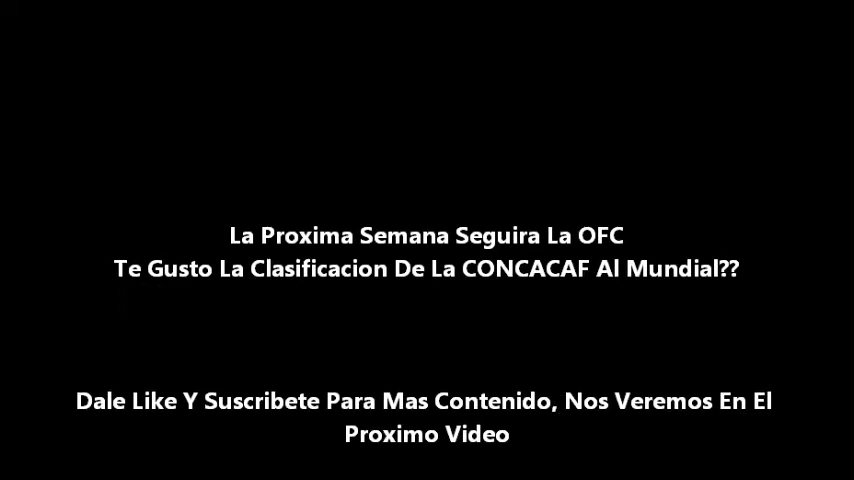 La Proxima Semana Seguira La OFC
Te Gusto La Clasificacion De La CONCACAF Al Mundial??
Dale Like Y Suscribete Para Mas Contenido, Nos Veremos En El
Proximo Video